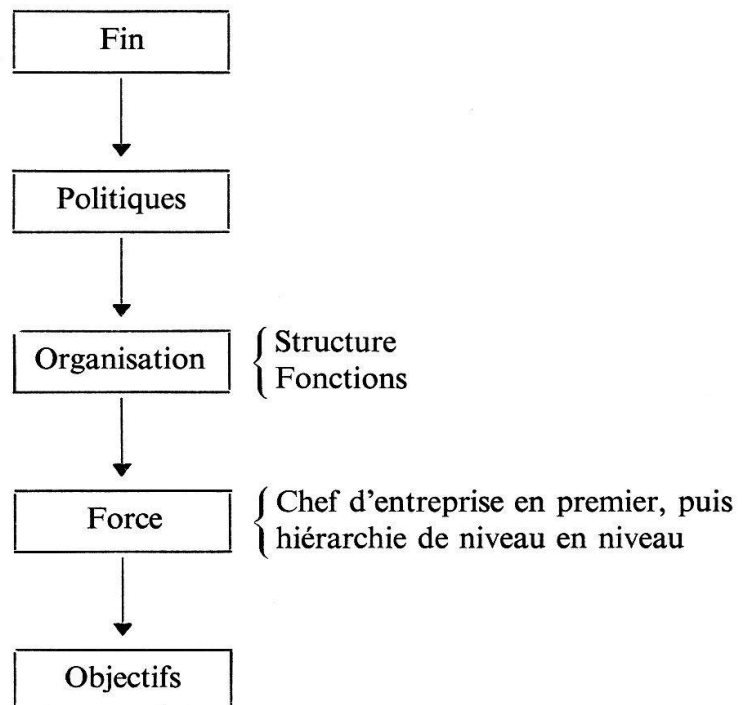 Fin
Politiques
Organisation
Structure
Fonctions
Force
Chef d'entreprise en premier, puis
hiérarchie de niveau en niveau
Objectifs